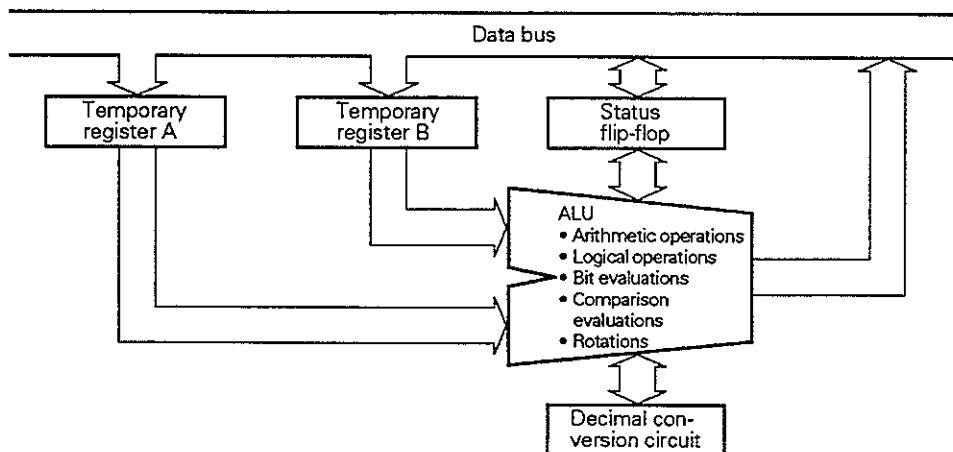 Data bus
Temporary
register A
Temporary
register B
Status
flip-flop
ALU
• Arithmetic operations
• Logical operations
• Bit evaluations
• Comparison
evaluations
• Rotations
Decimal con-
version circuit